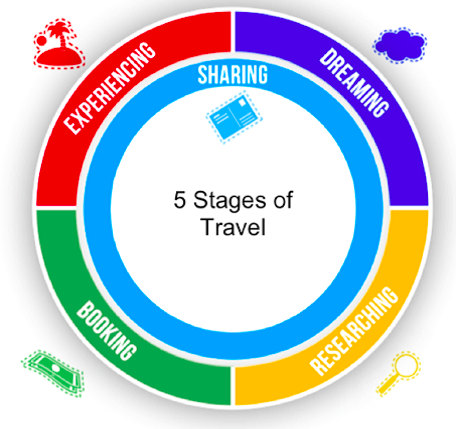 EXPERIENCING
DREAMING
SHARING
5 Stages of
Travel
BOOKING
RESEARCHING